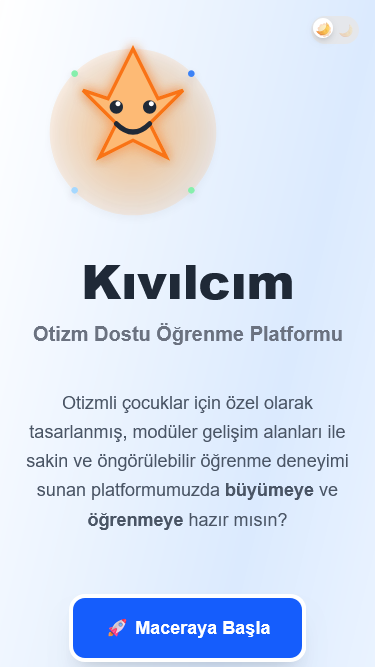 Kıvılcım
Otizm Dostu Öğrenme Platformu
Otizmli çocuklar için özel olarak
tasarlanmış, modüler gelişim alanları ile
sakin ve öngörülebilir öğrenme deneyimi
sunan platformumuzda büyümeye ve
öğrenmeye hazır mısın?
🚀 Maceraya Başla